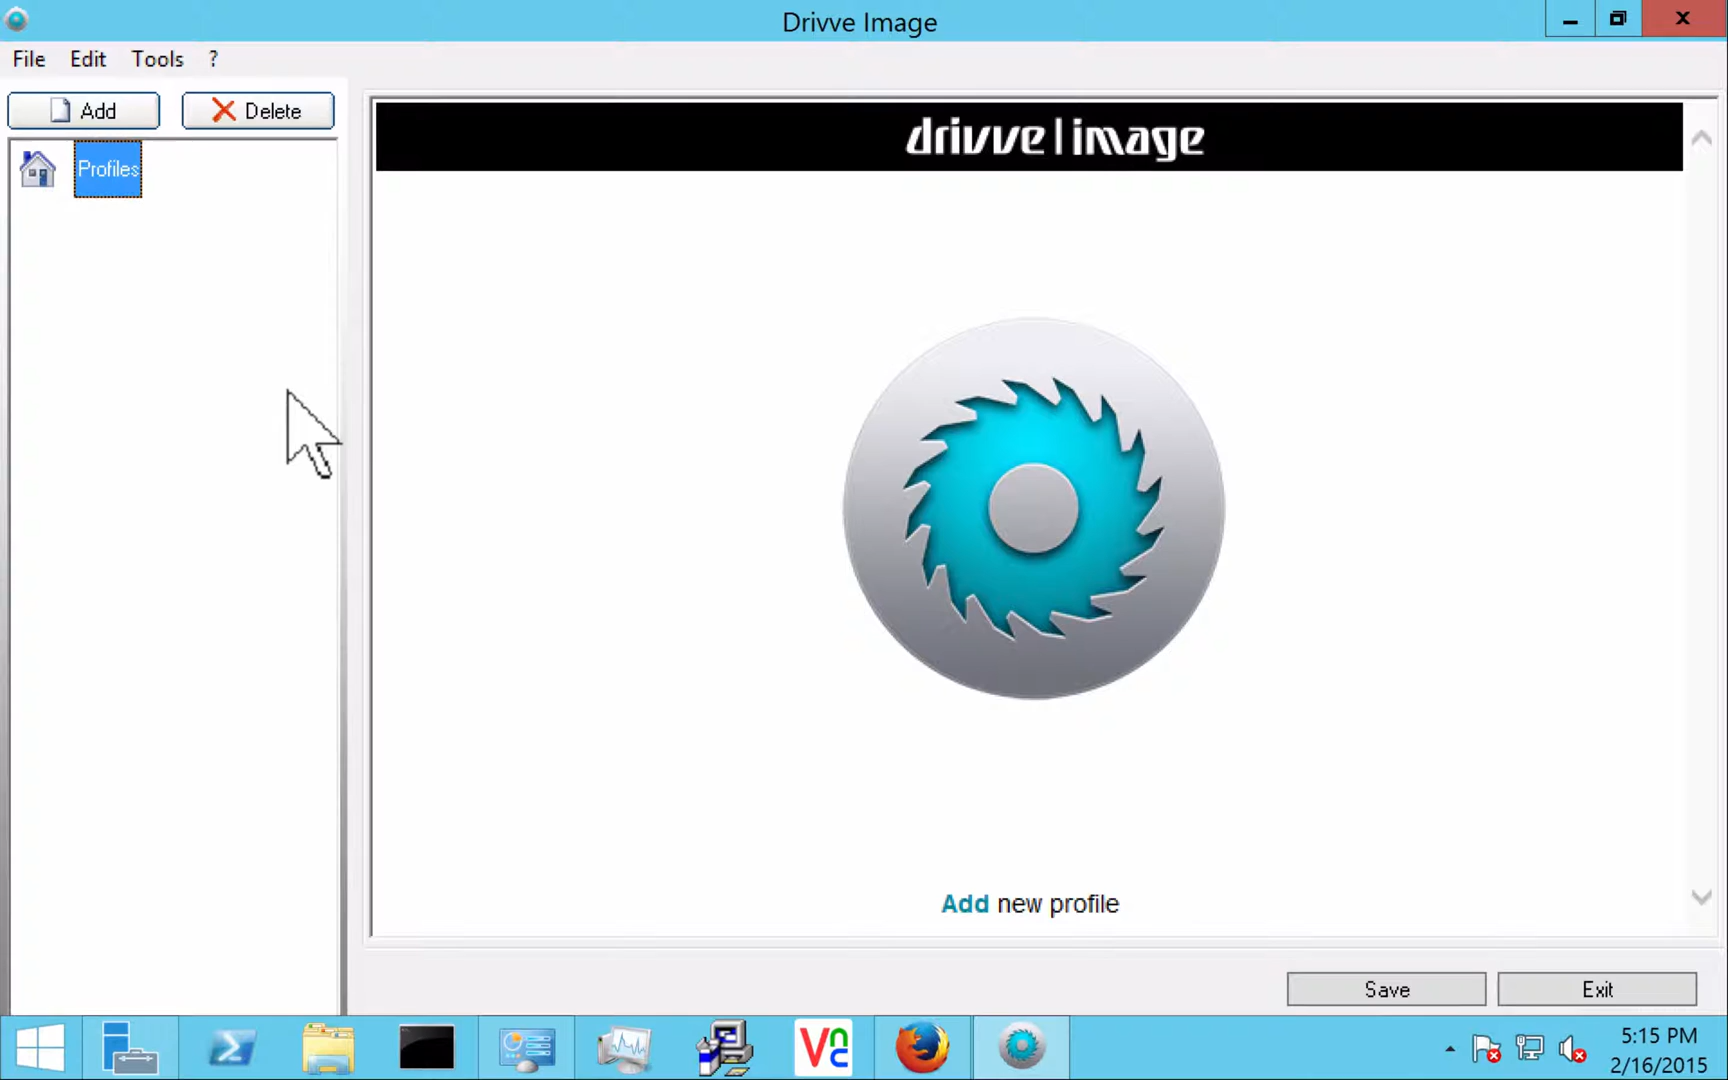 Drivve Image
File Edit Tools ?
Add Delete
Profiles
drivve | image
Add new profile
Save Exit
VNC
5:15 PM
2/16/2015